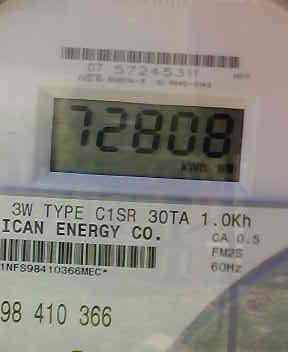 07 57245311
72808
kWh
3W TYPE C1SR 30TA 1.0Kh
ICAN ENERGY CO.
CA 0.5
FM2S
60Hz
1NFS98410366MEC*
98 410 366